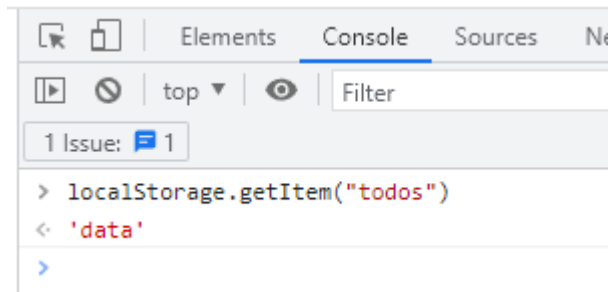 Elements Console Sources Ne
top ▼ Filter
1 Issue: 1
> localStorage.getItem("todos")
<· 'data'
>